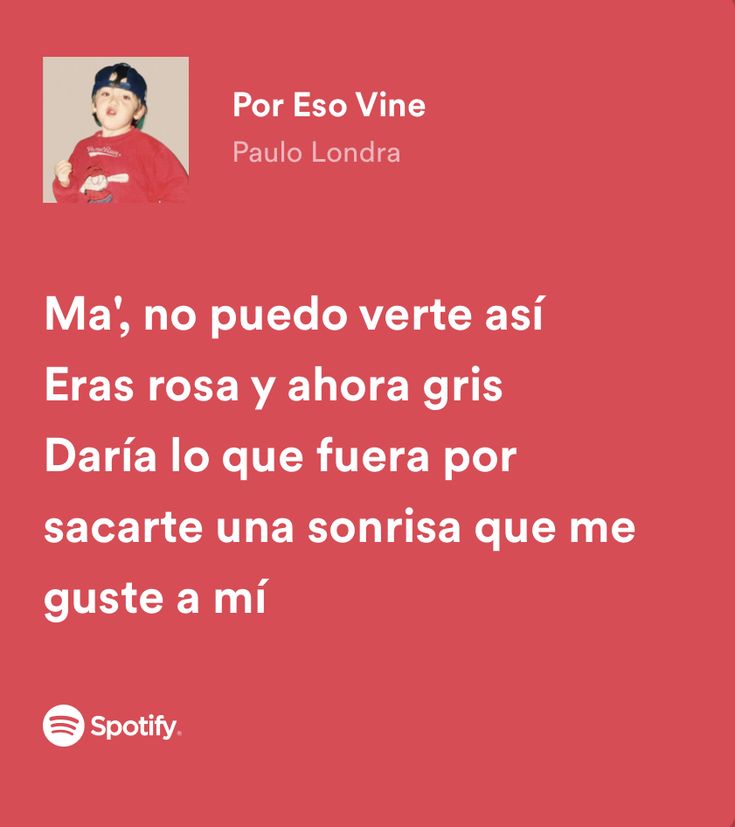 Por Eso Vine
Paulo Londra
Ma', no puedo verte así
Eras rosa y ahora gris
Daría lo que fuera por
sacarte una sonrisa que me
guste a mí
Spotify